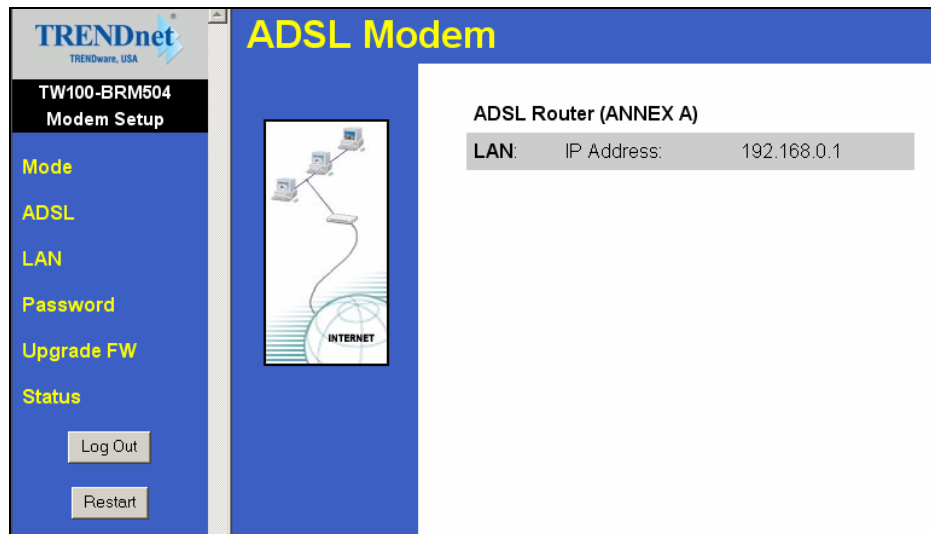 TRENDnet
TRENDware, USA
TW100-BRM504
Modem Setup
Mode
ADSL
LAN
Password
Upgrade FW
Status
Log Out
Restart
ADSL Modem
INTERNET
ADSL Router (ANNEX A)
LAN: IP Address: 192.168.0.1